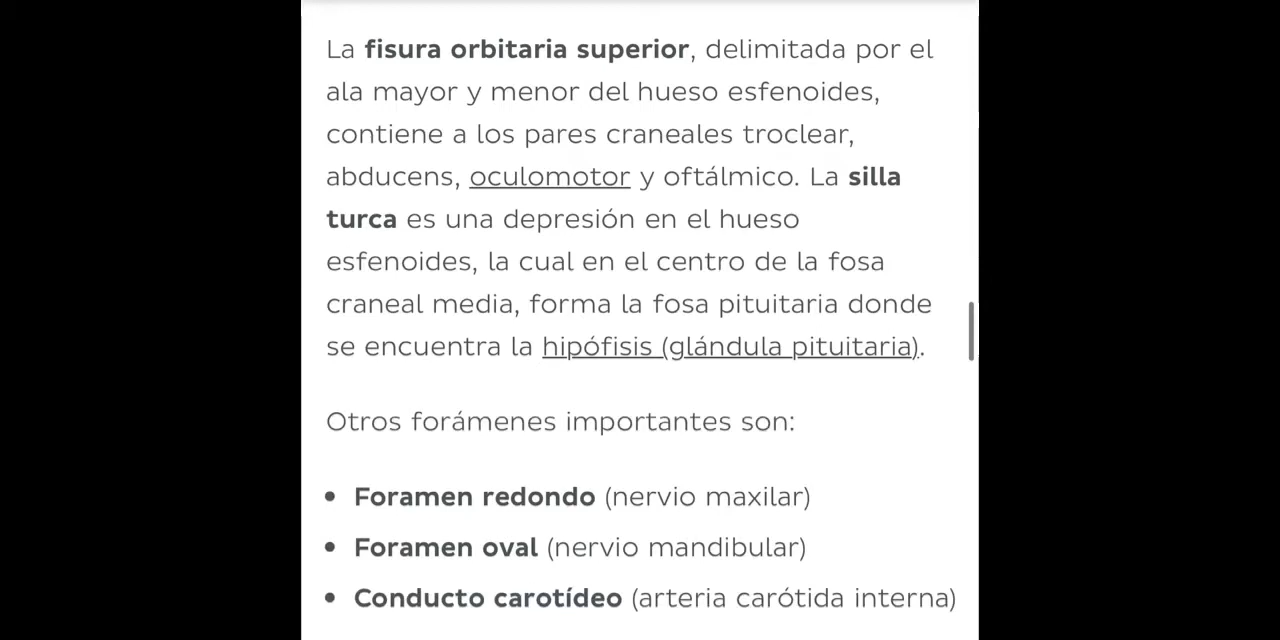 La fisura orbitaria superior, delimitada por el
ala mayor y menor del hueso esfenoides,
contiene a los pares craneales troclear,
abducens, oculomotor y oftálmico. La silla
turca es una depresión en el hueso
esfenoides, la cual en el centro de la fosa
craneal media, forma la fosa pituitaria donde
se encuentra la hipófisis (glándula pituitaria).
Otros forámenes importantes son:
• Foramen redondo (nervio maxilar)
• Foramen oval (nervio mandibular)
• Conducto carotídeo (arteria carótida interna)